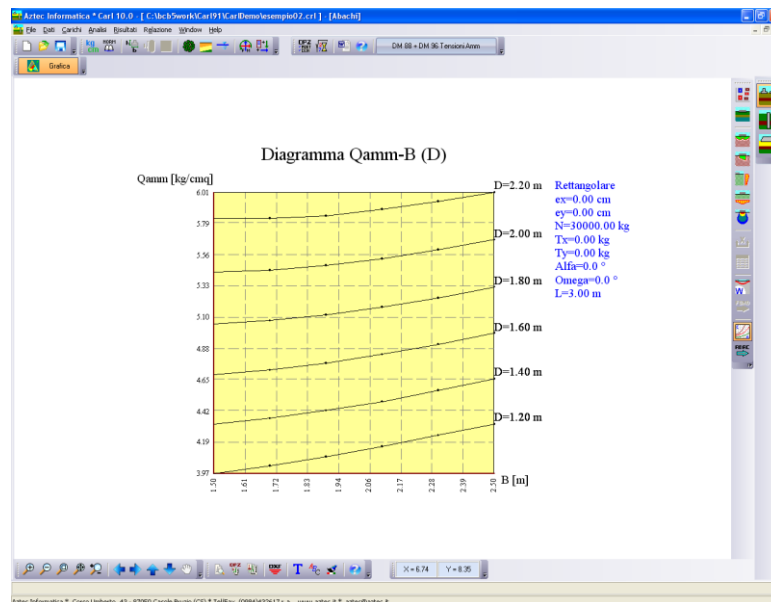 Aztec Informatica * Carl 10.0 - [ C:\bcb5work\Carl91\CarlDemo\esempio02.crl ] - [Abachi]
File Dati Carichi Analisi Risultati Relazione Window Help
DM 88 + DM 96 Tensioni Amm
Grafica
Diagramma Qamm-B (D)
Qamm [kg/cmq]
6.01
5.79
5.56
5.33
5.10
4.88
4.65
4.42
4.19
3.97
D=2.20 m
D=2.00 m
D=1.80 m
D=1.60 m
D=1.40 m
D=1.20 m
Rettangolare
ex=0.00 cm
ey=0.00 cm
N=30000.00 kg
Tx=0.00 kg
Ty=0.00 kg
Alfa=0.0 °
Omega=0.0 °
L=3.00 m
1.50 1.61 1.72 1.83 1.94 2.06 2.17 2.28 2.39 2.50 B [m]
X = 6.74 Y = 8.35